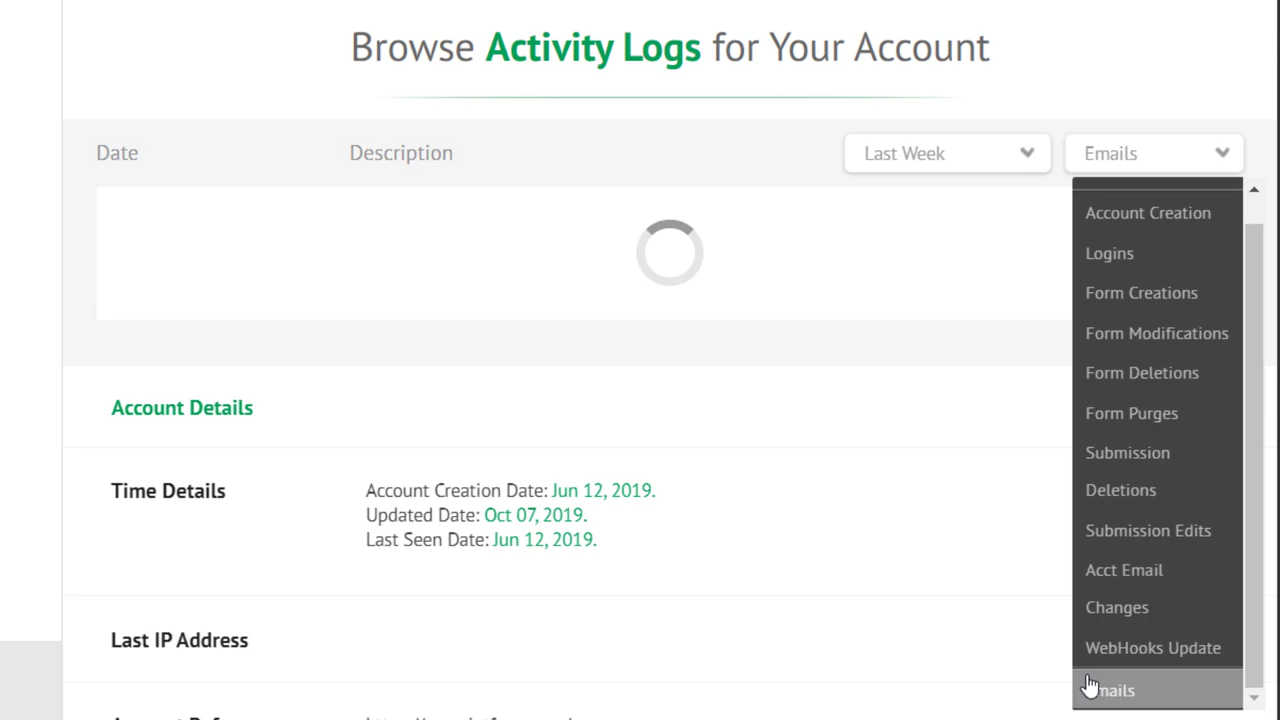 Browse Activity Logs for Your Account
Date Description Last Week Emails
Account Creation
Logins
Form Creations
Form Modifications
Form Deletions
Form Purges
Submission
Deletions
Submission Edits
Acct Email
Changes
WebHooks Update
Emails
Account Details
Time Details
Account Creation Date: Jun 12, 2019.
Updated Date: Oct 07, 2019.
Last Seen Date: Jun 12, 2019.
Last IP Address